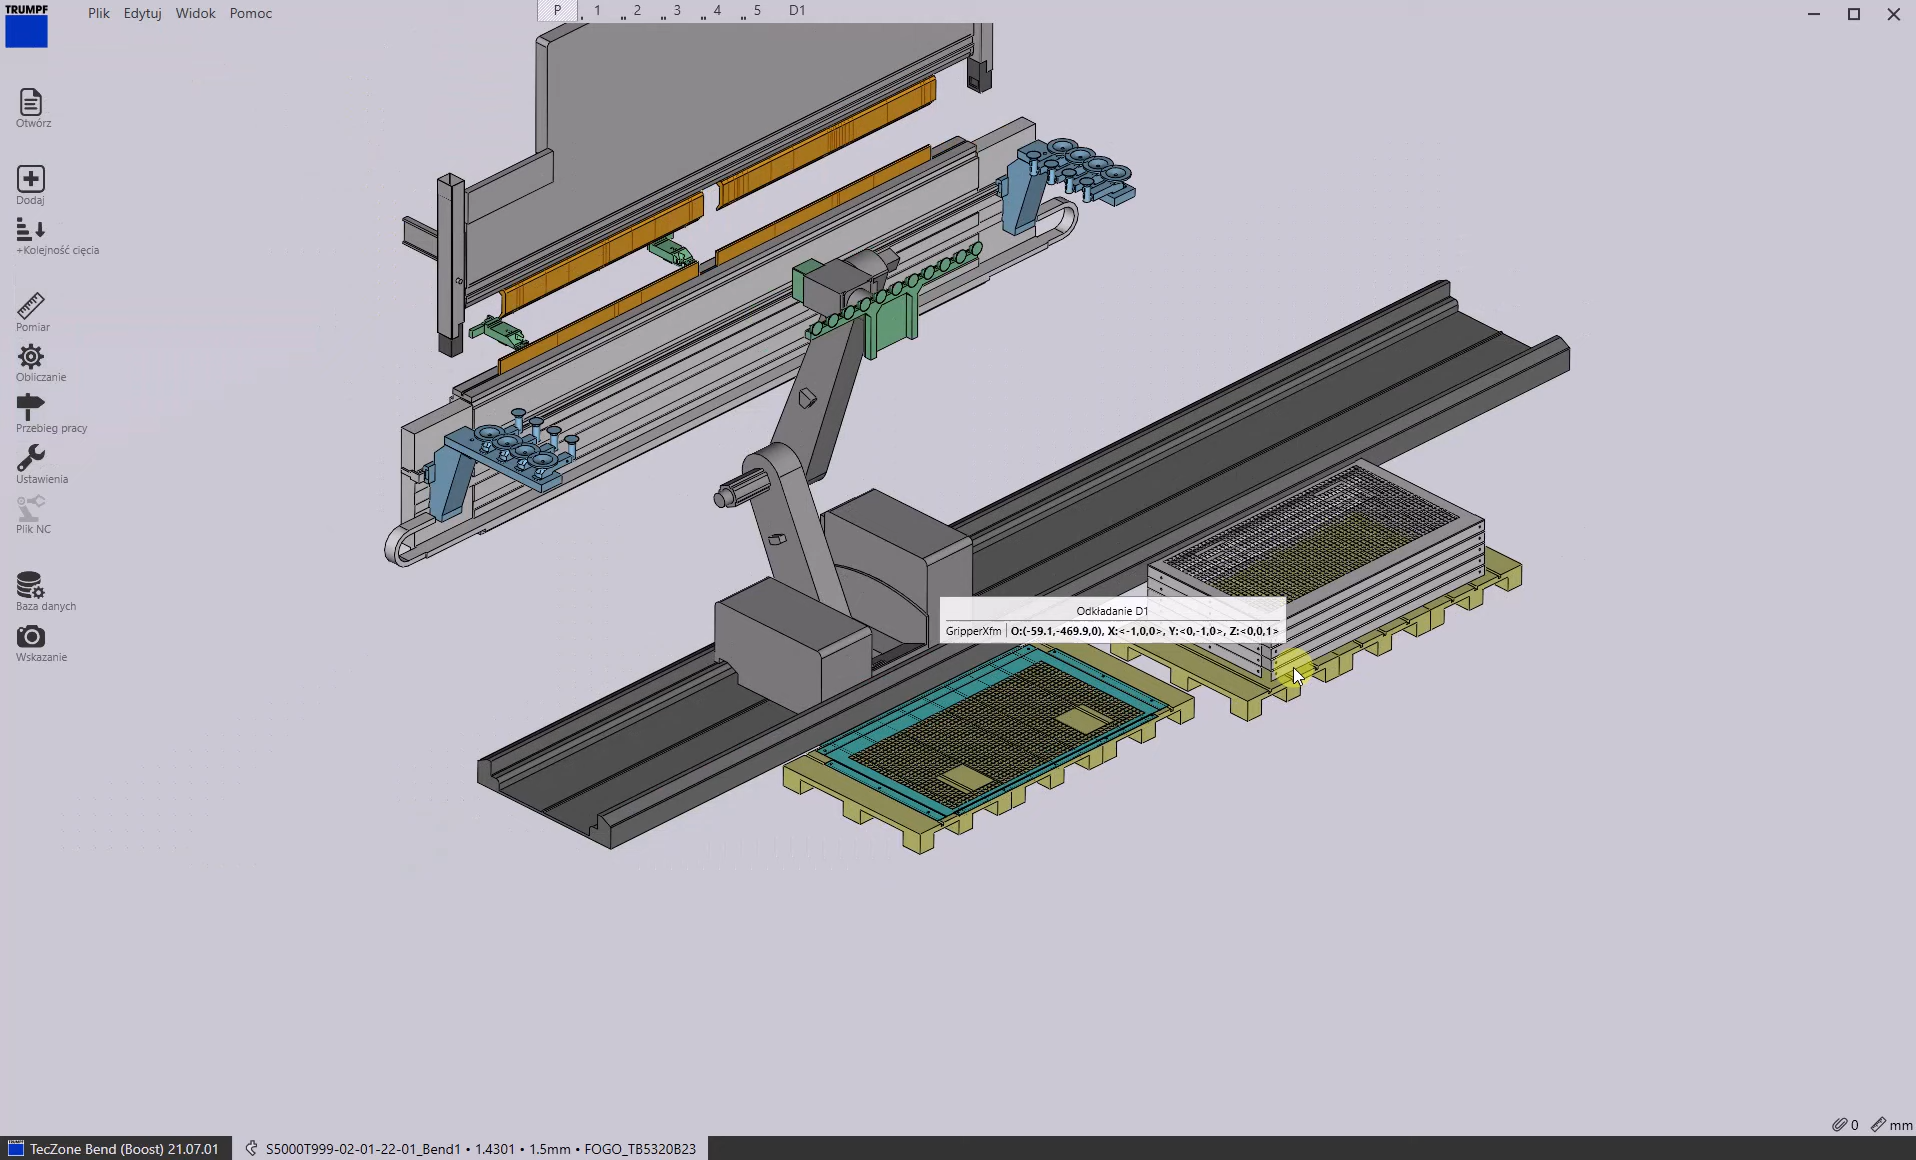 TRUMPF
Plik Edytuj Widok Pomoc
P 1 2 3 4 5 D1
Otwórz
Dodaj
+Kolejność cięcia
Pomiar
Obliczanie
Przebieg pracy
Ustawienia
Plik NC
Baza danych
Wskazanie
Odkładanie D1
GripperXfm O:(-59.1,-469.9,0), X:<-1,0,0>, Y:<0,-1,0>, Z:<0,0,1>
0 mm
TecZone Bend (Boost) 21.07.01 S5000T999-02-01-22-01_Bend1 • 1.4301 • 1.5mm • FOGO_TB5320B23